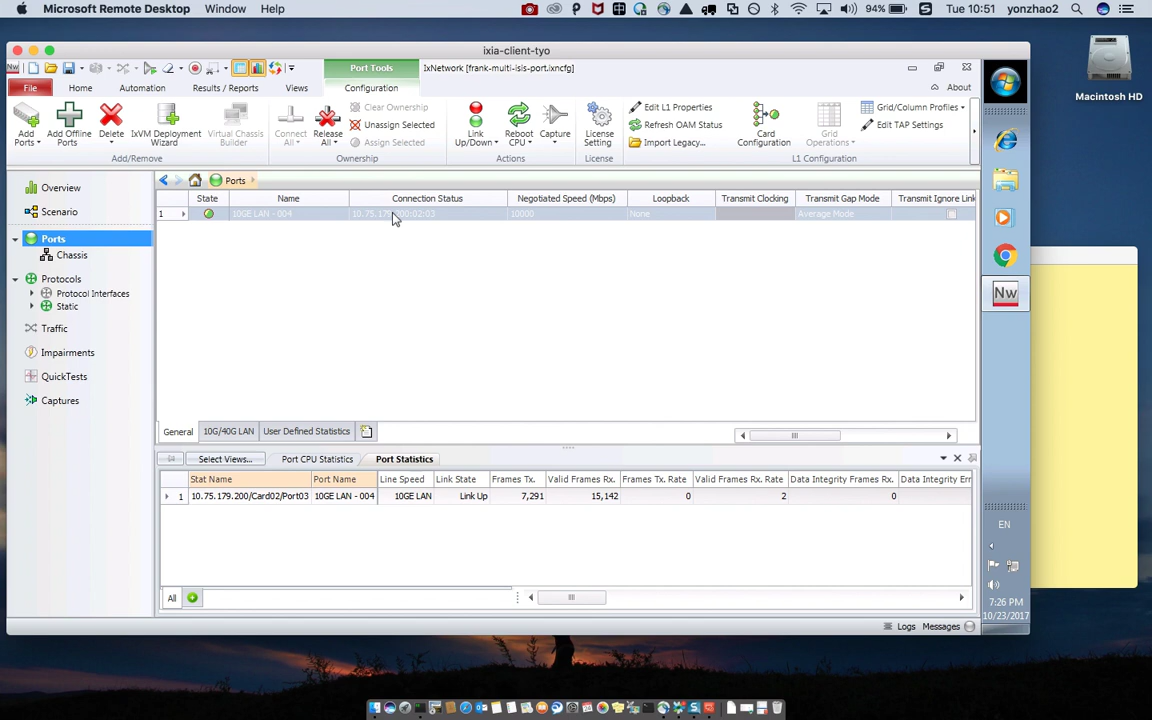 Microsoft Remote Desktop Window Help 94% Tue 10:51 yonzhao2
ixia-client-tyo
Macintosh HD
Nw Port Tools IxNetwork [frank-multi-isis-port.ixncfg]
File Home Automation Results / Reports Views Configuration About
Add Ports
Add Offline Ports
Delete
IxVM Deployment Wizard
Virtual Chassis Builder
Add/Remove
Connect All
Release All
Clear Ownership
Unassign Selected
Assign Selected
Ownership
Link Up/Down
Reboot CPU
Capture
Actions
License Setting
License
Edit L1 Properties
Refresh OAM Status
Import Legacy...
Card Configuration
Grid Operations
Grid/Column Profiles
Edit TAP Settings
L1 Configuration
Overview
Scenario
Ports
Chassis
Protocols
Protocol Interfaces
Static
Traffic
Impairments
QuickTests
Captures
Ports
State Name Connection Status Negotiated Speed (Mbps) Loopback Transmit Clocking Transmit Gap Mode Transmit Ignore Link
1 10GE LAN - 004 10.75.179.200:02:03 10000 None Average Mode
General 10G/40G LAN User Defined Statistics
Select Views... Port CPU Statistics Port Statistics
Stat Name Port Name Line Speed Link State Frames Tx. Valid Frames Rx. Frames Tx. Rate Valid Frames Rx. Rate Data Integrity Frames Rx. Data Integrity Err
1 10.75.179.200/Card02/Port03 10GE LAN - 004 10GE LAN Link Up 7,291 15,142 0 2 0
All
Logs Messages
Nw
EN
7:26 PM
10/23/2017